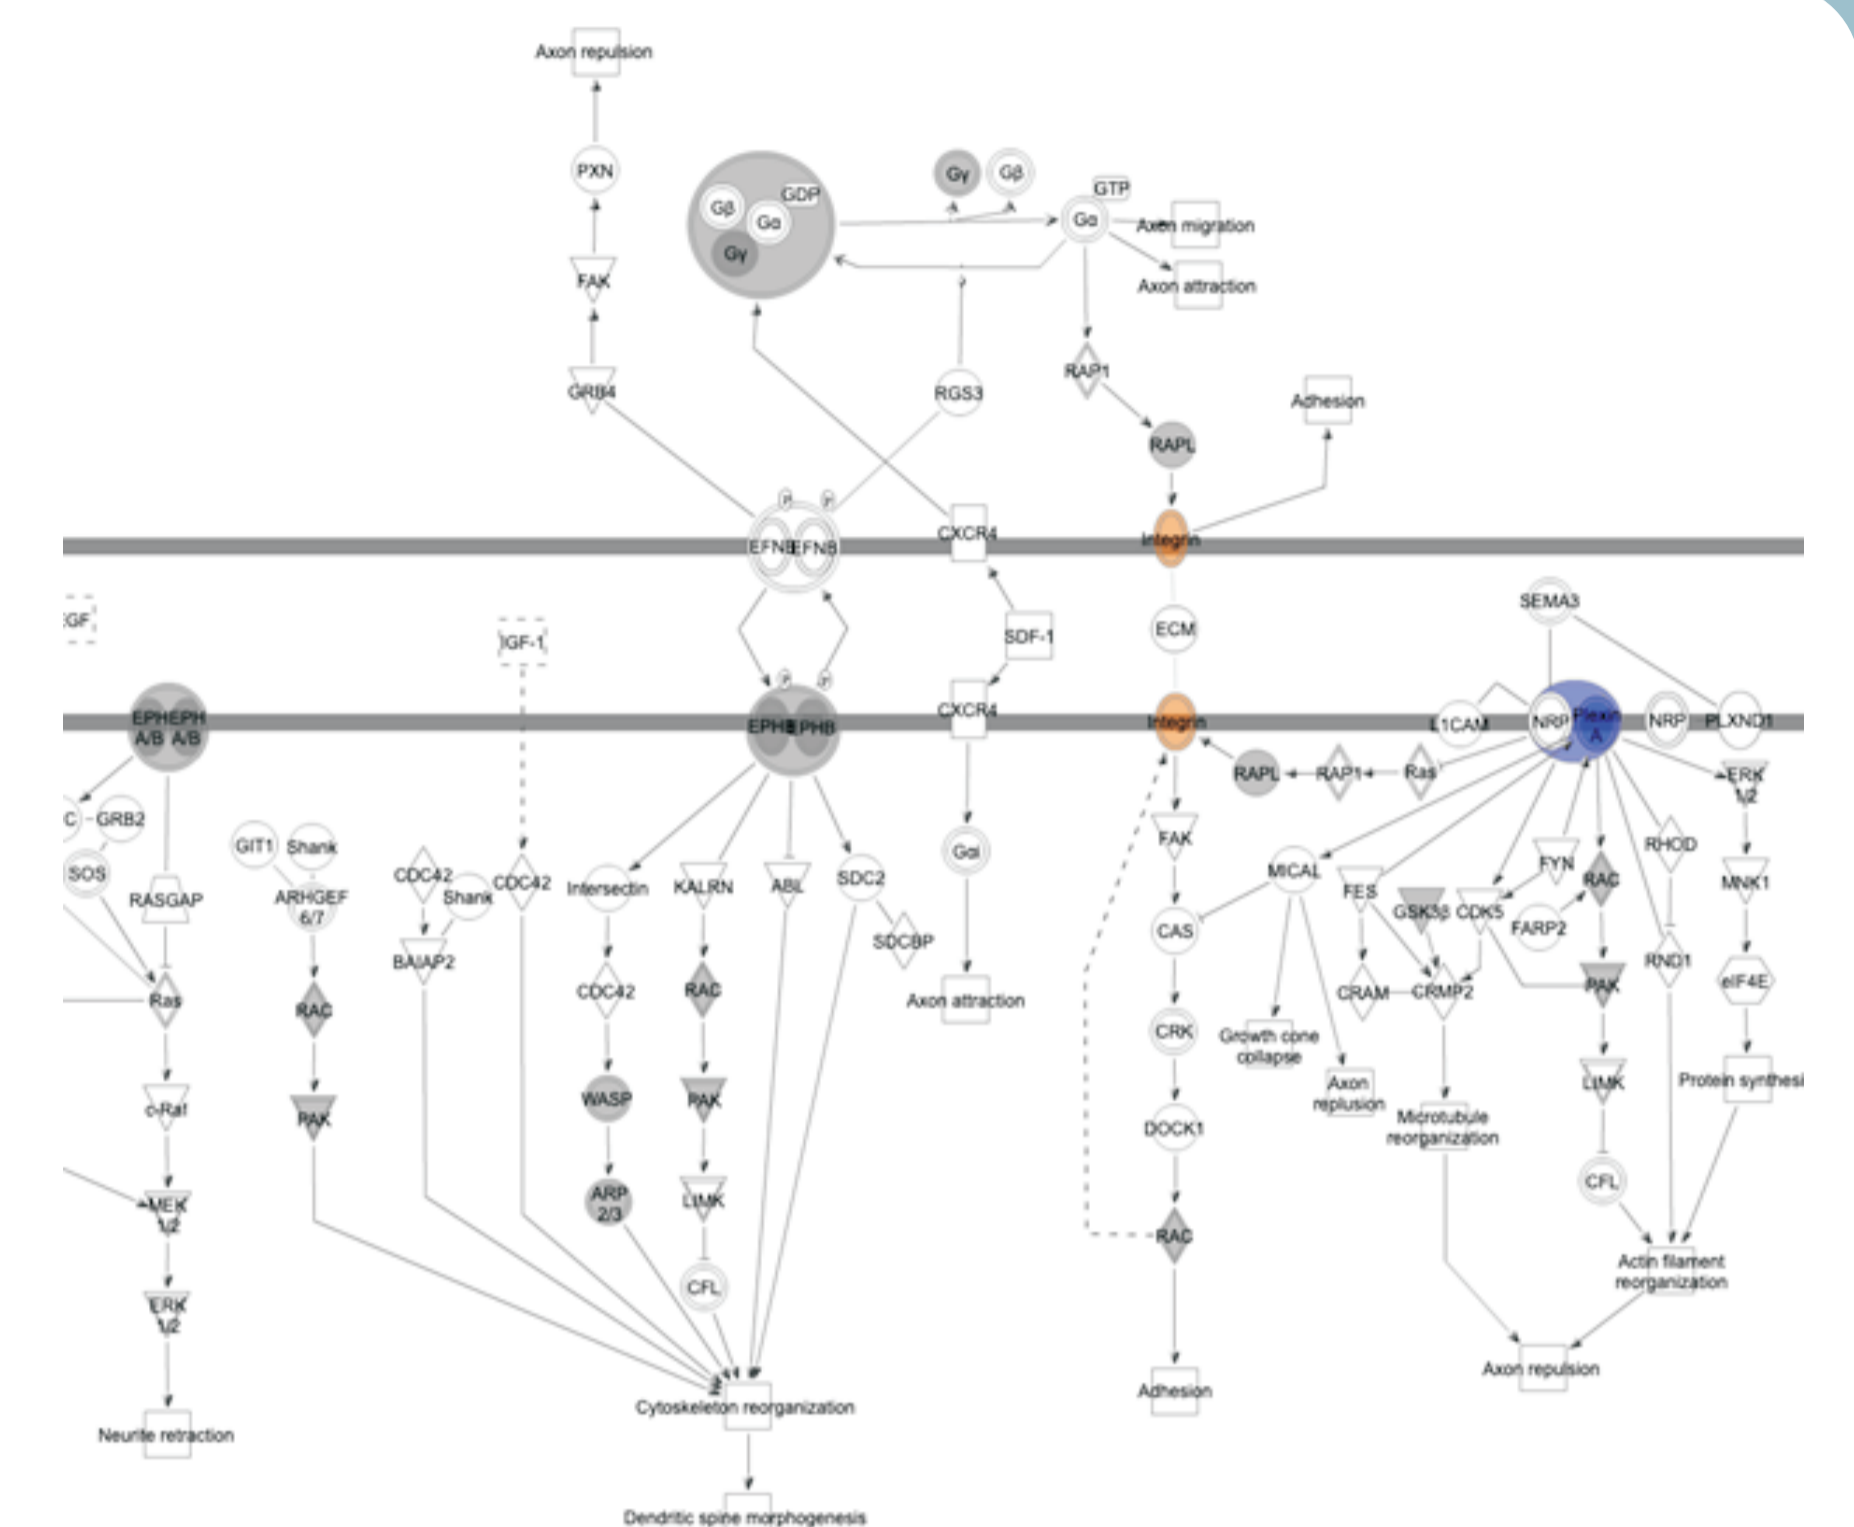 Axon repulsion
PXN
Gγ
Gβ
GTP
GDP
Gβ
Gα
Gα
Axon migration
Gγ
FAK
Axon attraction
RAP1
GRB4
RGS3
Adhesion
RAPL
P
P
CXCR4
Integrin
EFNB
EFNB
SEMA3
GF
IGF-1
SDF-1
ECM
P
P
EPH
A/B
EPH
A/B
EPHB
EPHB
CXCR4
Integrin
L1CAM
NRP
Plexin
A
NRP
PLXND1
RAPL
RAP1
Ras
ERK
1/2
C
GRB2
GIT1
Shank
FAK
SOS
RASGAP
ARHGEF
6/7
CDC42
Shank
CDC42
Intersectin
KALRN
ABL
SDC2
Gαi
MICAL
FES
GSK3β
CDK5
FYN
RAC
RHOD
MNK1
FARP2
BAIAP2
SDCBP
CAS
RND1
Ras
RAC
CDC42
RAC
Axon attraction
CRAM
CRMP2
PAK
eIF4E
CRK
Growth cone
collapse
c-Raf
PAK
WASP
PAK
DOCK1
Axon
replusion
Microtubule
reorganization
LIMK
Protein synthesi
MEK
1/2
ARP
2/3
LIMK
CFL
RAC
ERK
1/2
CFL
Actin filament
reorganization
Axon repulsion
Adhesion
Cytoskeleton reorganization
Neurite retraction
Dendritic spine morphogenesis